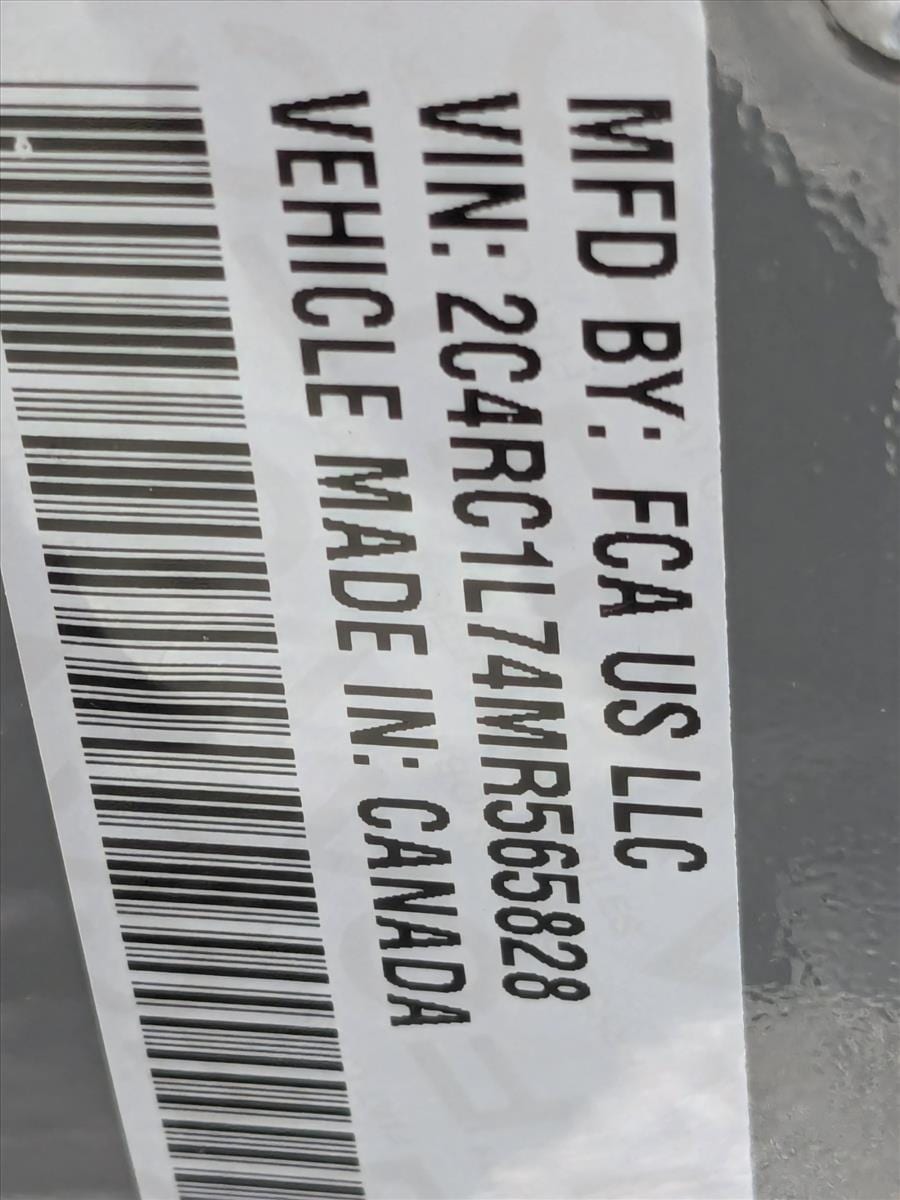 MFD BY: FCA US LLC
VIN: 2C4RC1L74MR565828
VEHICLE MADE IN: CANADA